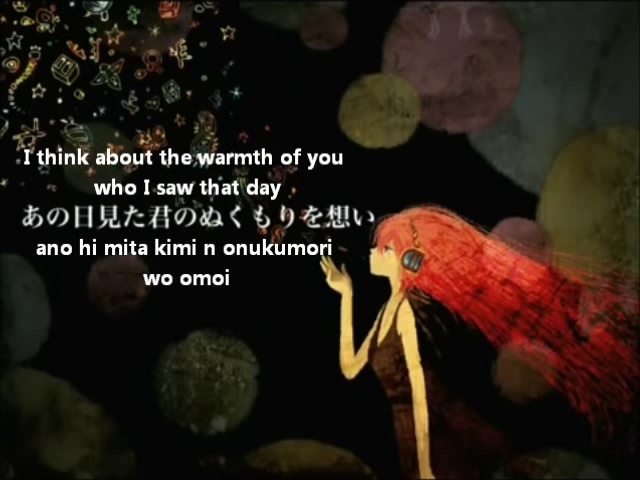 I think about the warmth of you
who I saw that day
あの日見た君のぬくもりを想い
ano hi mita kimi n onukumori
wo omoi